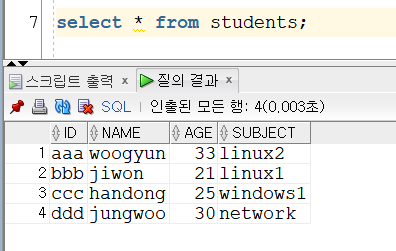 7 select * from students;
스크립트 출력 x 질의 결과 x
SQL | 인출된 모든 행: 4(0.003초)
ID NAME AGE SUBJECT
1 aaa woogyun 33 linux2
2 bbb jiwon 21 linux1
3 ccc handong 25 windows1
4 ddd jungwoo 30 network